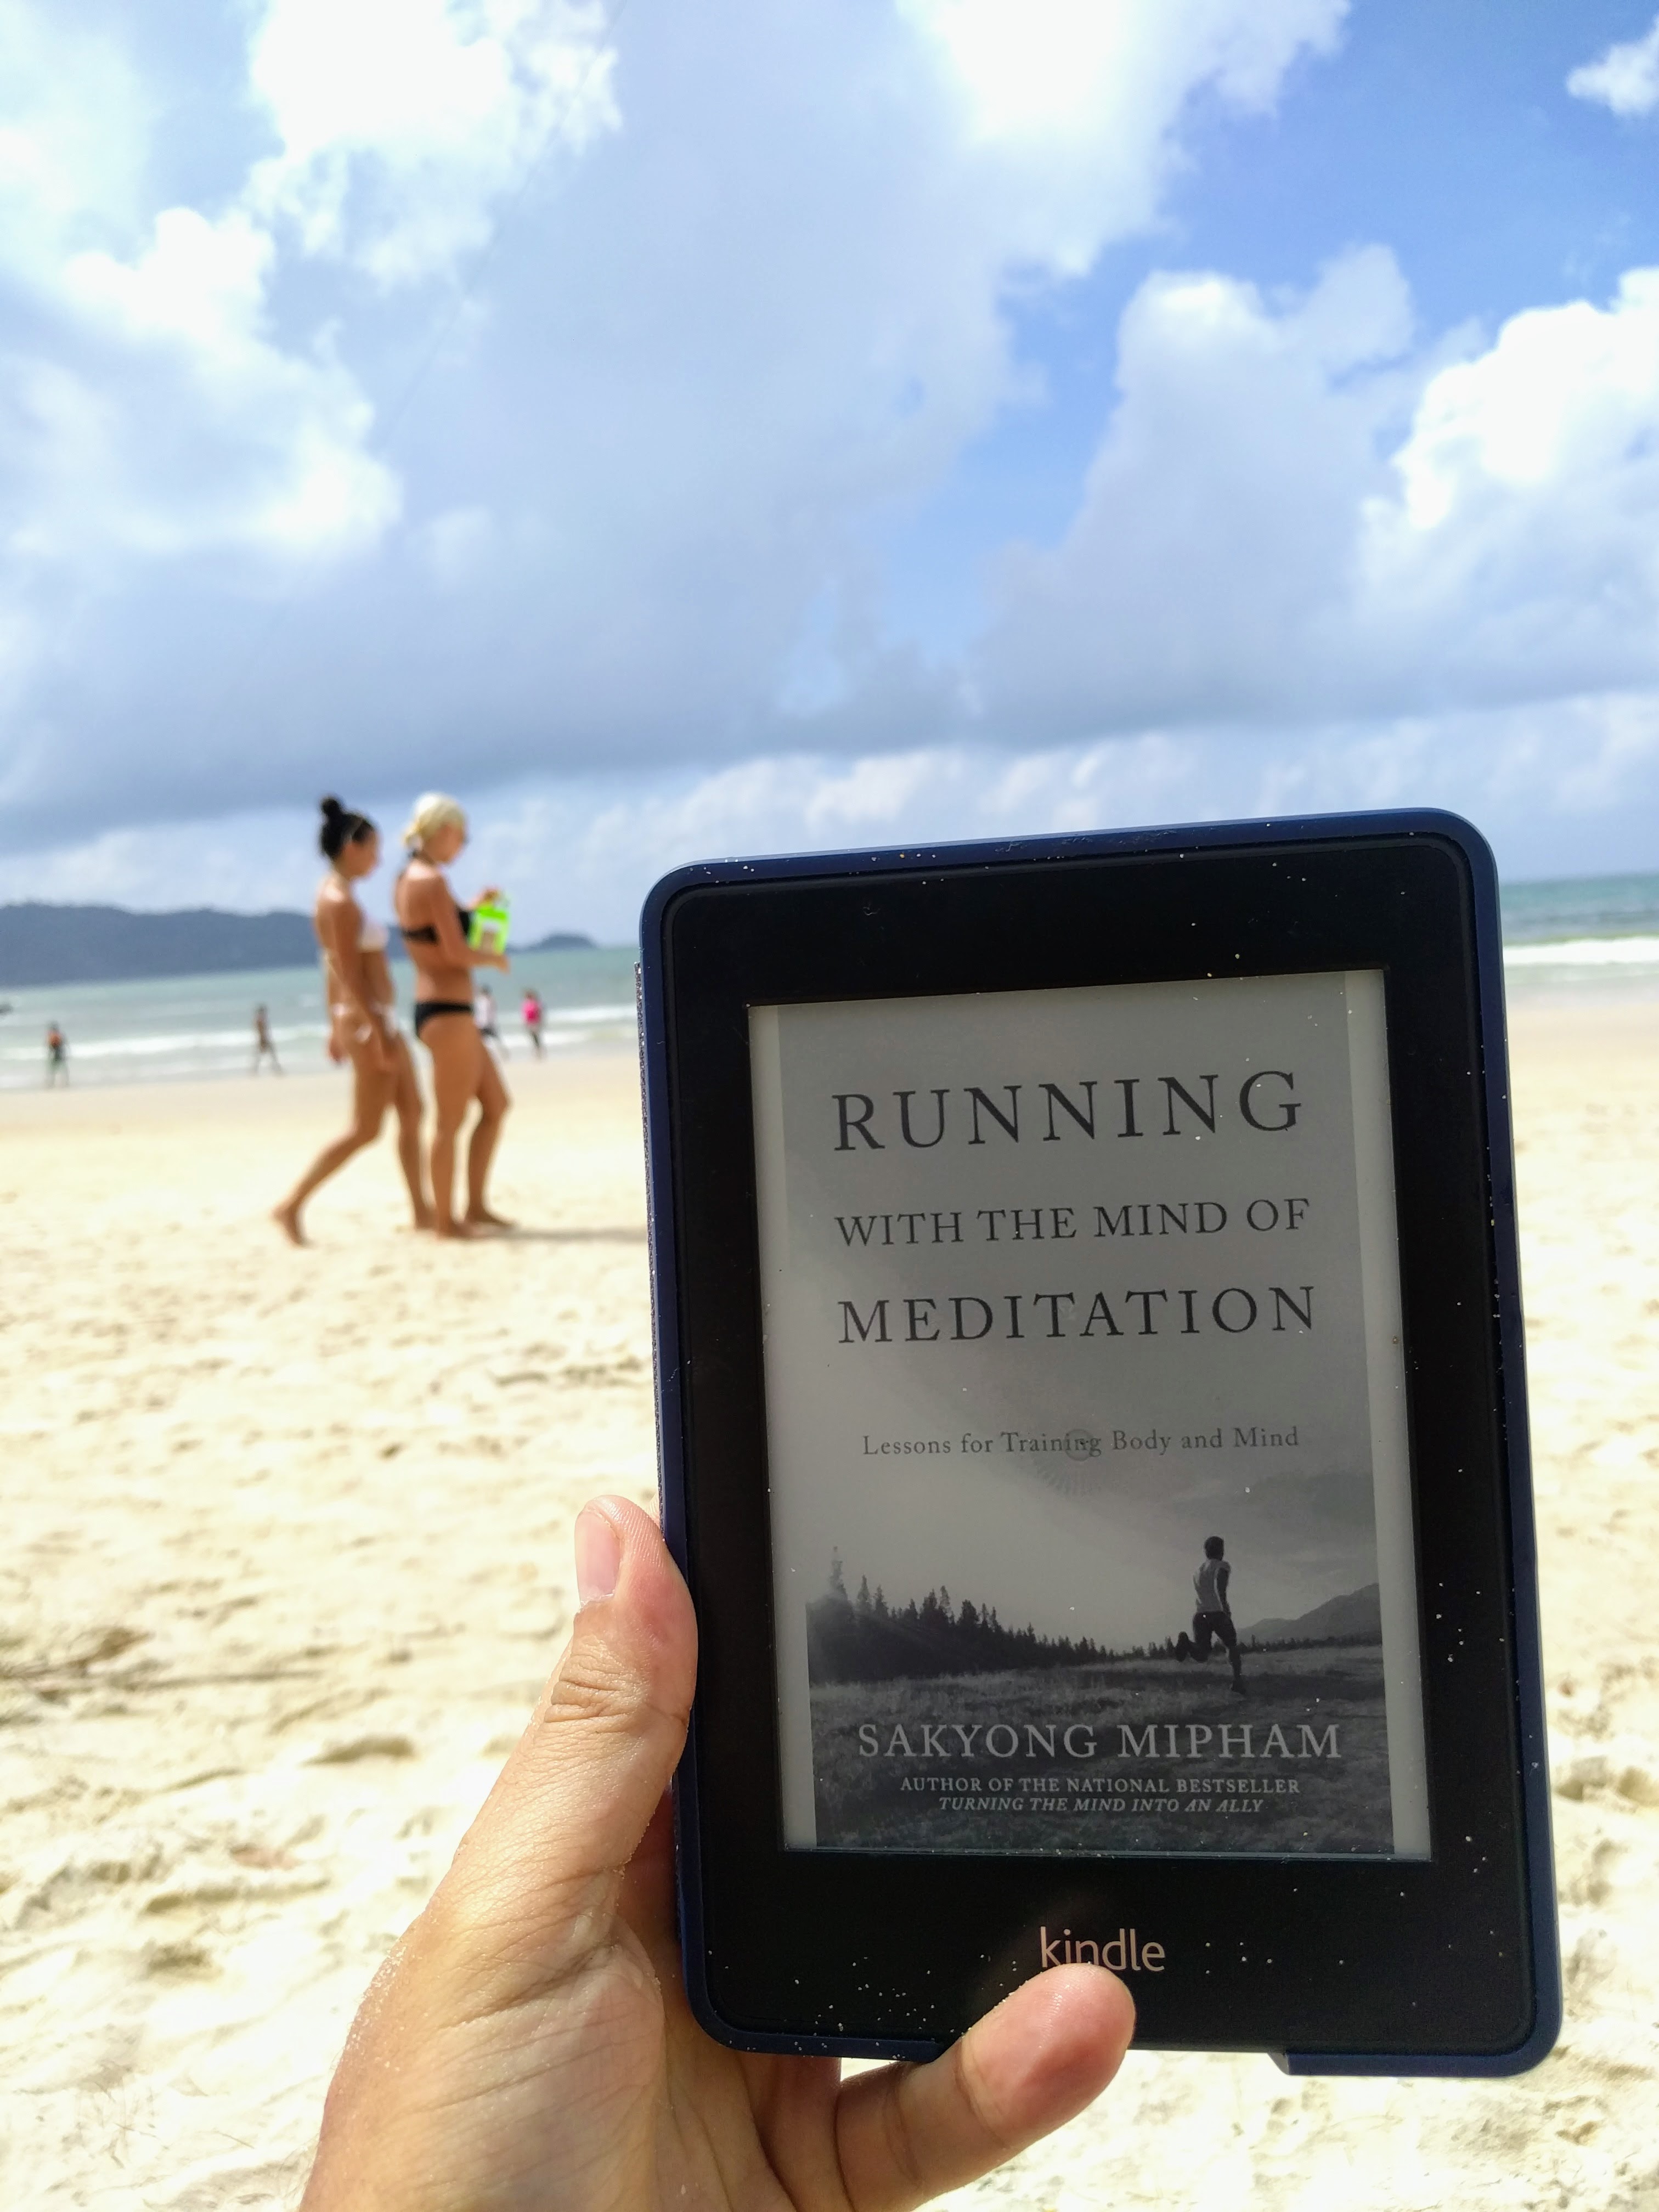 RUNNING
WITH THE MIND OF
MEDITATION
Lessons for Training Body and Mind
SAKYONG MIPHAM
AUTHOR OF THE NATIONAL BESTSELLER
TURNING THE MIND INTO AN ALLY
kindle